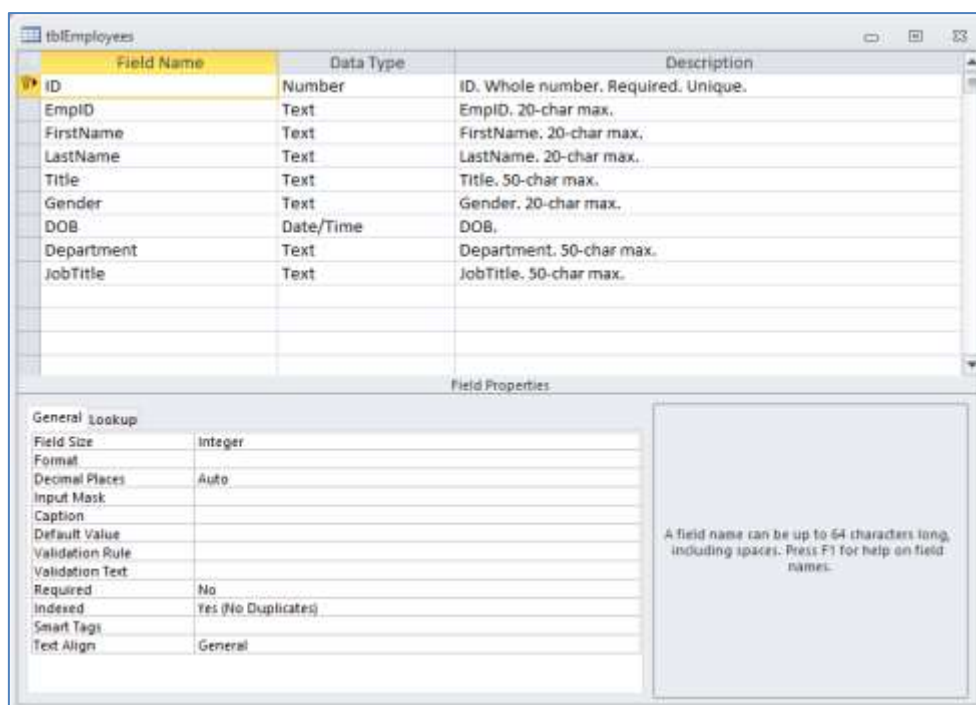 tblEmployees
Field Name Data Type Description
ID Number ID. Whole number. Required. Unique.
EmpID Text EmpID. 20-char max.
FirstName Text FirstName. 20-char max.
LastName Text LastName. 20-char max.
Title Text Title. 50-char max.
Gender Text Gender. 20-char max.
DOB Date/Time DOB.
Department Text Department. 50-char max.
JobTitle Text JobTitle. 50-char max.
Field Properties
General Lookup
Field Size Integer
Format
Decimal Places Auto
Input Mask
Caption
Default Value
Validation Rule
Validation Text
Required No
Indexed Yes (No Duplicates)
Smart Tags
Text Align General
A field name can be up to 64 characters long,
including spaces. Press F1 for help on field
names.